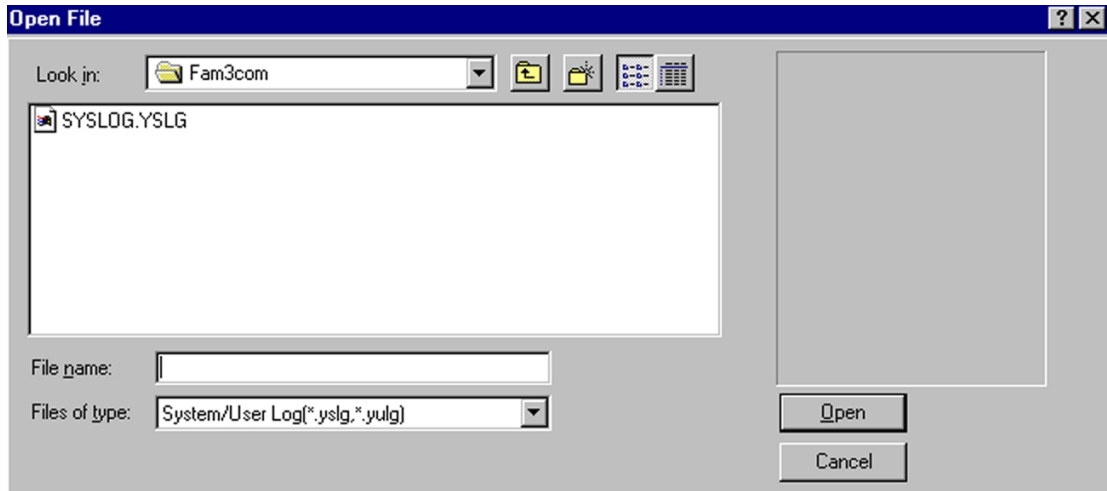 Open File
Look in: Fam3com
SYSLOG.YSLG
File name:
Files of type: System/User Log(*.yslg,*.yulg)
Open
Cancel